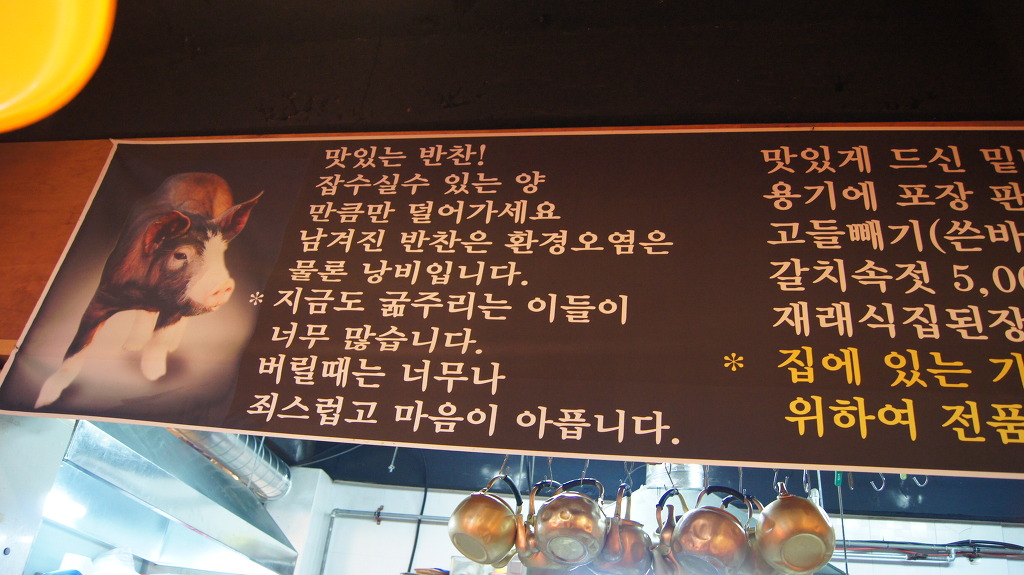 맛있는 반찬!
잡수실수 있는 양
만큼만 덜어가세요
남겨진 반찬은 환경오염은
물론 낭비입니다.
*지금도 굶주리는 이들이
너무 많습니다.
버릴때는 너무나
죄스럽고 마음이 아픕니다.
맛있게 드신 밑
용기에 포장 판
고들빼기(쓴바
갈치속젓 5,00
재래식집된장
* 집에 있는 기
위하여 전품